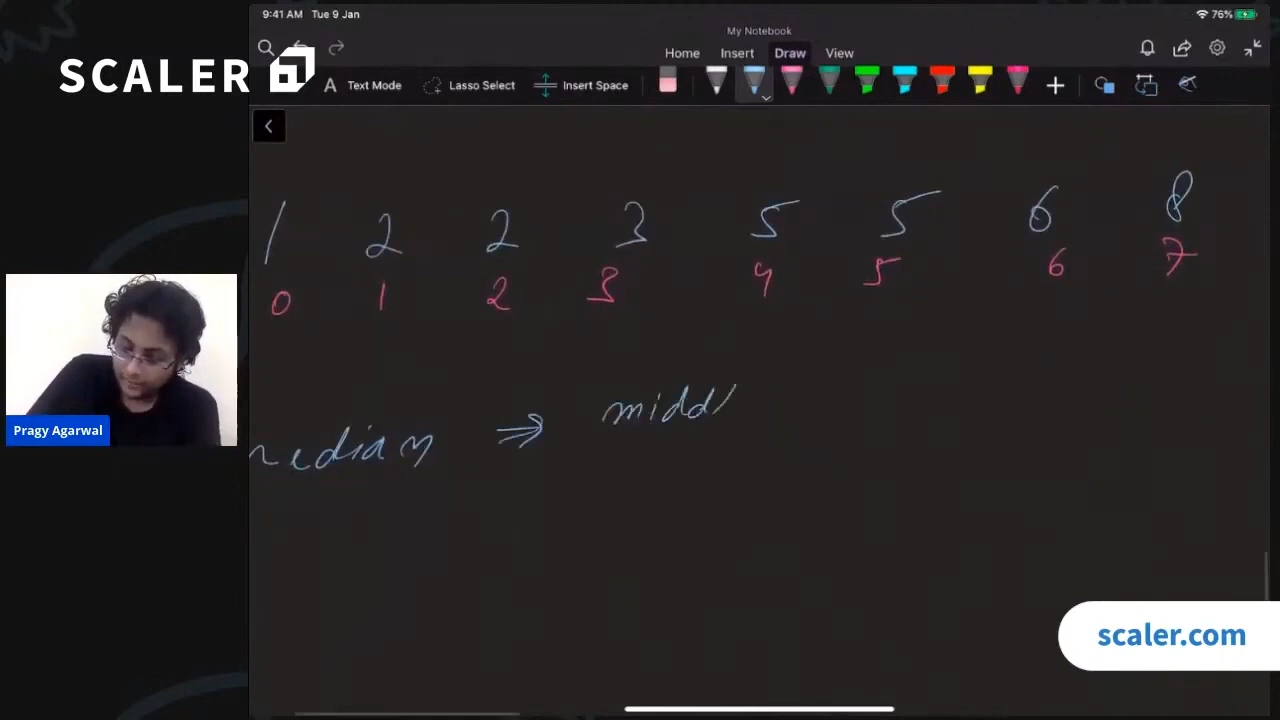 9:41 AM Tue 9 Jan
76%
My Notebook
Home Insert Draw View
SCALER
Text Mode Lasso Select Insert Space
1 2 2 3 5 5 6 8
0 1 2 3 4 5 6 7
median ⇒ middl
Pragy Agarwal
scaler.com